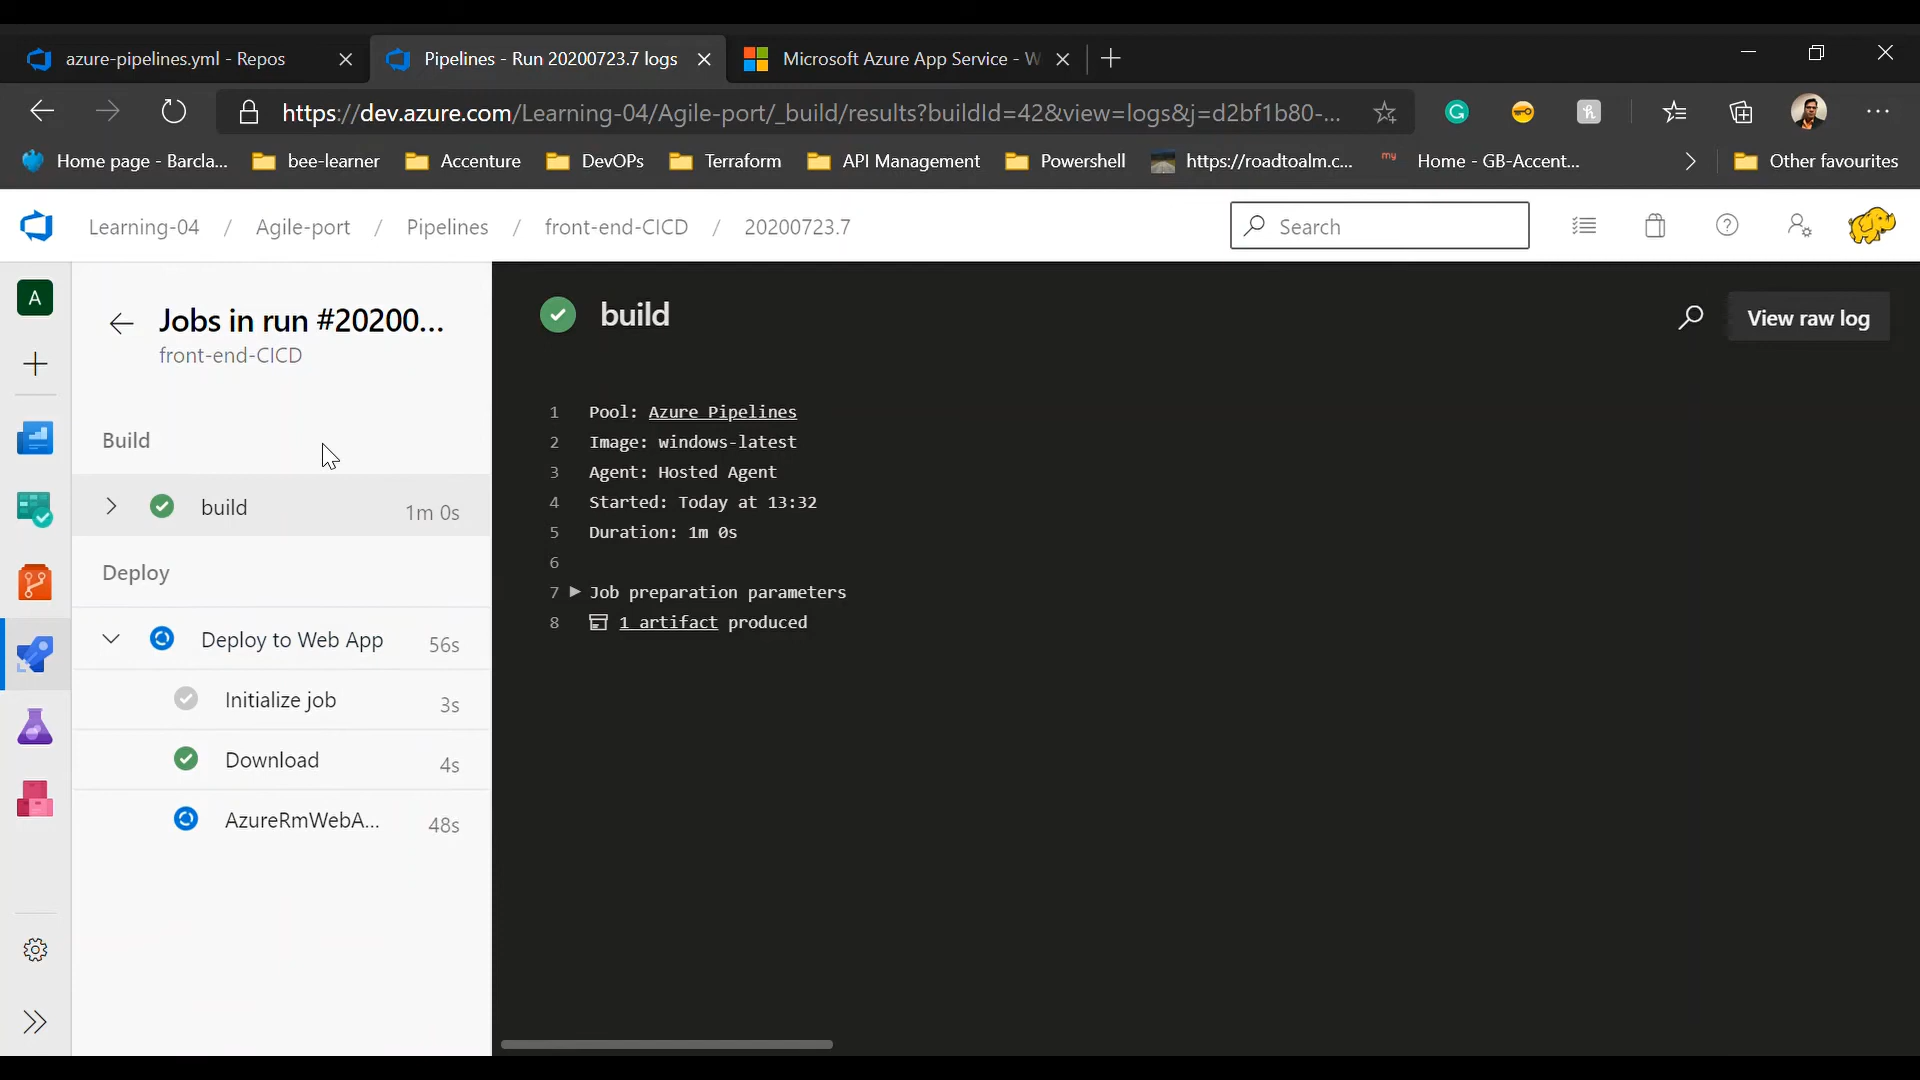 azure-pipelines.yml - Repos
Pipelines - Run 20200723.7 logs
Microsoft Azure App Service - W
https://dev.azure.com/Learning-04/Agile-port/_build/results?buildId=42&view=logs&j=d2bf1b80-...
Home page - Barcla...
bee-learner
Accenture
DevOPs
Terraform
API Management
Powershell
https://roadtoalm.c...
my
Home - GB-Accent...
Other favourites
Learning-04 / Agile-port / Pipelines / front-end-CICD / 20200723.7
Search
A
Jobs in run #20200...
front-end-CICD
Build
build 1m 0s
Deploy
Deploy to Web App 56s
Initialize job 3s
Download 4s
AzureRmWebA... 48s
build
View raw log
1 Pool: Azure Pipelines
2 Image: windows-latest
3 Agent: Hosted Agent
4 Started: Today at 13:32
5 Duration: 1m 0s
6
7 Job preparation parameters
8 1 artifact produced